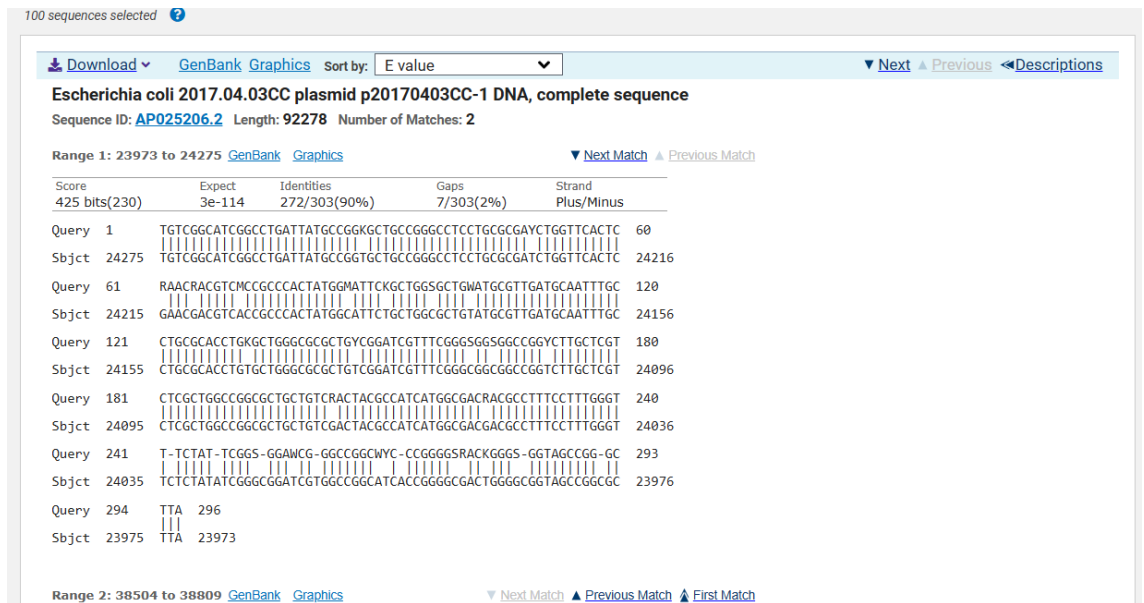 100 sequences selected ?
Download GenBank Graphics Sort by: E value Next Previous Descriptions
Escherichia coli 2017.04.03CC plasmid p20170403CC-1 DNA, complete sequence
Sequence ID: AP025206.2 Length: 92278 Number of Matches: 2
Range 1: 23973 to 24275 GenBank Graphics Next Match Previous Match
Score Expect Identities Gaps Strand
425 bits(230) 3e-114 272/303(90%) 7/303(2%) Plus/Minus
Query 1 TGTCGGCATCGGCCTGATTATGCCGGKGCTGCCGGGCCTCCTGCGCGAYCTGGTTCACTC 60
Sbjct 24275 TGTCGGCATCGGCCTGATTATGCCGGTGCTGCCGGGCCTCCTGCGCGATCTGGTTCACTC 24216
Query 61 RAACRACGTCMCCGCCCACTATGGMATTCKGCTGGSGCTGWATGCGTTGATGCAATTTGC 120
Sbjct 24215 GAACGACGTCACCGCCCACTATGGCATTCTGCTGGCGCTGTATGCGTTGATGCAATTTGC 24156
Query 121 CTGCGCACCTGKGCTGGGCGCGCTGYCGGATCGTTTCGGGSGGSGGCCGGYCTTGCTCGT 180
Sbjct 24155 CTGCGCACCTGTGCTGGGCGCGCTGTCGGATCGTTTCGGGCGGCGGCCGGTCTTGCTCGT 24096
Query 181 CTCGCTGGCCGGCGCTGCTGTCRACTACGCCATCATGGCGACRACGCCTTTCCTTTGGGT 240
Sbjct 24095 CTCGCTGGCCGGCGCTGCTGTCGACTACGCCATCATGGCGACGACGCCTTTCCTTTGGGT 24036
Query 241 T-TCTAT-TCGGS-GGAWCG-GGCCGGCWYC-CCGGGGSRACKGGGS-GGTAGCCGG-GC 293
Sbjct 24035 TCTCTATATCGGGCGGATCGTGGCCGGCATCACCGGGGCGACTGGGGCGGTAGCCGGCGC 23976
Query 294 TTA 296
Sbjct 23975 TTA 23973
Range 2: 38504 to 38809 GenBank Graphics Next Match Previous Match First Match